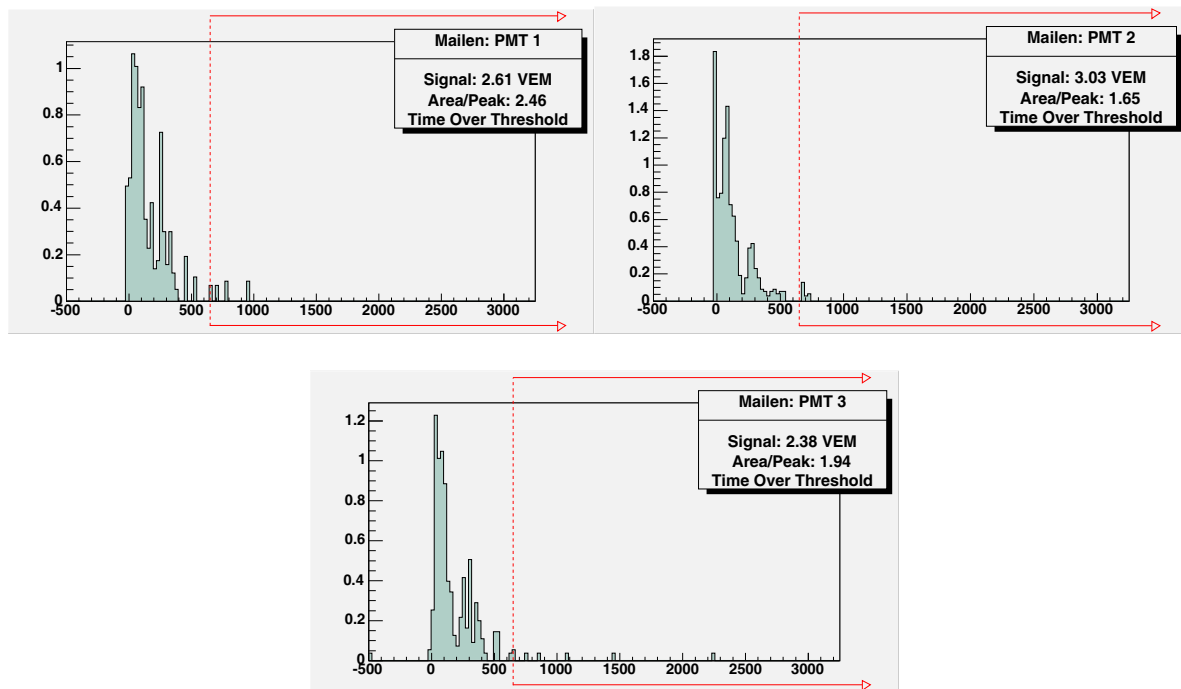 Mailen: PMT 1
Signal: 2.61 VEM
Area/Peak: 2.46
Time Over Threshold
1
0.8
0.6
0.4
0.2
0
-500 0 500 1000 1500 2000 2500 3000
Mailen: PMT 2
Signal: 3.03 VEM
Area/Peak: 1.65
Time Over Threshold
1.8
1.6
1.4
1.2
1
0.8
0.6
0.4
0.2
0
-500 0 500 1000 1500 2000 2500 3000
Mailen: PMT 3
Signal: 2.38 VEM
Area/Peak: 1.94
Time Over Threshold
1.2
1
0.8
0.6
0.4
0.2
0
-500 0 500 1000 1500 2000 2500 3000